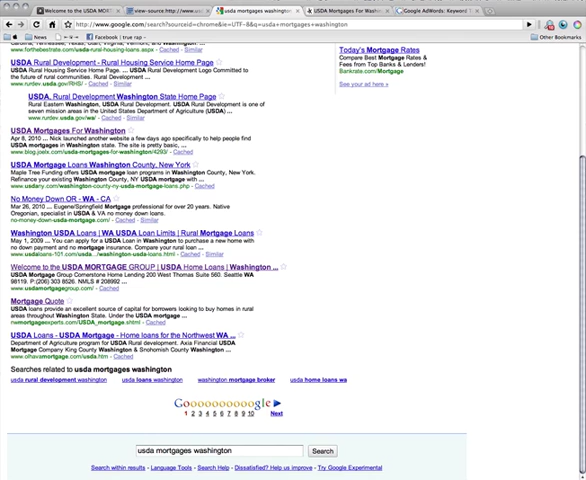 Welcome to the USDA MORT
view-source:http://www.us
usda mortgages washington
USDA Mortgages For Washin
Google AdWords: Keyword
http://www.google.com/search?sourceid=chrome&ie=UTF-8&q=usda+mortgages+washington
Apple News Facebook | true rap
Other Bookmarks
Carolina, Tennessee, Texas, Utah, Virginia
www.forthebestrate.com/usda-rural-housing-loans.aspx - Cached - Similar
USDA Rural Development - Rural Housing Service Home Page
USDA Rural Housing Service Home Page. ... USDA Rural Development Logo Committed to
the future of rural communities. Rural Development ...
www.rurdev.usda.gov/RHS/ - Cached - Similar
USDA, Rural Development Washington State Home Page
Rural Eastern Washington, USDA Rural Development. USDA Rural Development is one of
seven mission areas in the United States Department of Agriculture (USDA) ...
www.rurdev.usda.gov/wa/ - Cached - Similar
USDA Mortgages For Washington
Apr 8, 2010 ... Nick launched another website a few days ago specifically to help people find
USDA mortgages in Washington state. The site is pretty basic, ...
www.blog.joelx.com/usda-mortgages-for-washington/4293/ - Cached
USDA Mortgage Loans Washington County, New York
Maple Tree Funding offers USDA mortgage loan programs in Washington County, NY.
Refinance your existing Washington County, NY USDA mortgage with ...
www.usdany.com/washington-county-ny-usda-mortgage-loans.php - Cached
No Money Down OR - WA - CA
Mar 26, 2010 ... Eugene/Springfield Mortgage professional for over 20 years. Native
Oregonian, specialist in USDA & VA no money down loans.
no-money-down-usda-mortgage.com/ - Cached - Similar
Washington USDA Loans | WA USDA Loan Limits | Rural Mortgage Loans
May 1, 2009 ... You can apply for a USDA Loan in Washington to purchase a new home with
no down payment and no mortgage insurance. Compare your rural loan ...
www.usdaloans-101.com/usda.../washington-usda-loans.html - Cached
Welcome to the USDA MORTGAGE GROUP | USDA Home Loans | Washington ...
USDA Mortgage Group Cornerstone Home Lending 200 West Thomas Suite 560. Seattle WA
98119. P:(206) 303 8526. NMLS # 208992 ...
www.usdamortgagegroup.com/ - Cached
Mortgage Quote
USDA loans provide an excellent source of capital for borrowers looking to buy homes in rural
areas throughout Washington State. Under the USDA mortgage ...
nwmortgageexperts.com/USDA_mortgage.shtml - Cached
USDA Loans - USDA Mortgage - Home loans for the Northwest WA ...
Department of Agriculture program for USDA Rural development. Axia Financial USDA
Mortgage Company King County Washington & Snohomish County Washington ...
www.olhavamortgage.com/usda.htm - Cached
Today's Mortgage Rates
Compare Best Mortgage Rates &
Fees from Top Banks & Lenders!
Bankrate.com/Mortgage
See your ad here »
Searches related to usda mortgages washington
usda rural development washington
usda loans washington
washington mortgage broker
usda home loans wa
Goooooooooogle
1 2 3 4 5 6 7 8 9 10 Next
usda mortgages washington
Search
Search within results - Language Tools - Search Help - Dissatisfied? Help us improve - Try Google Experimental